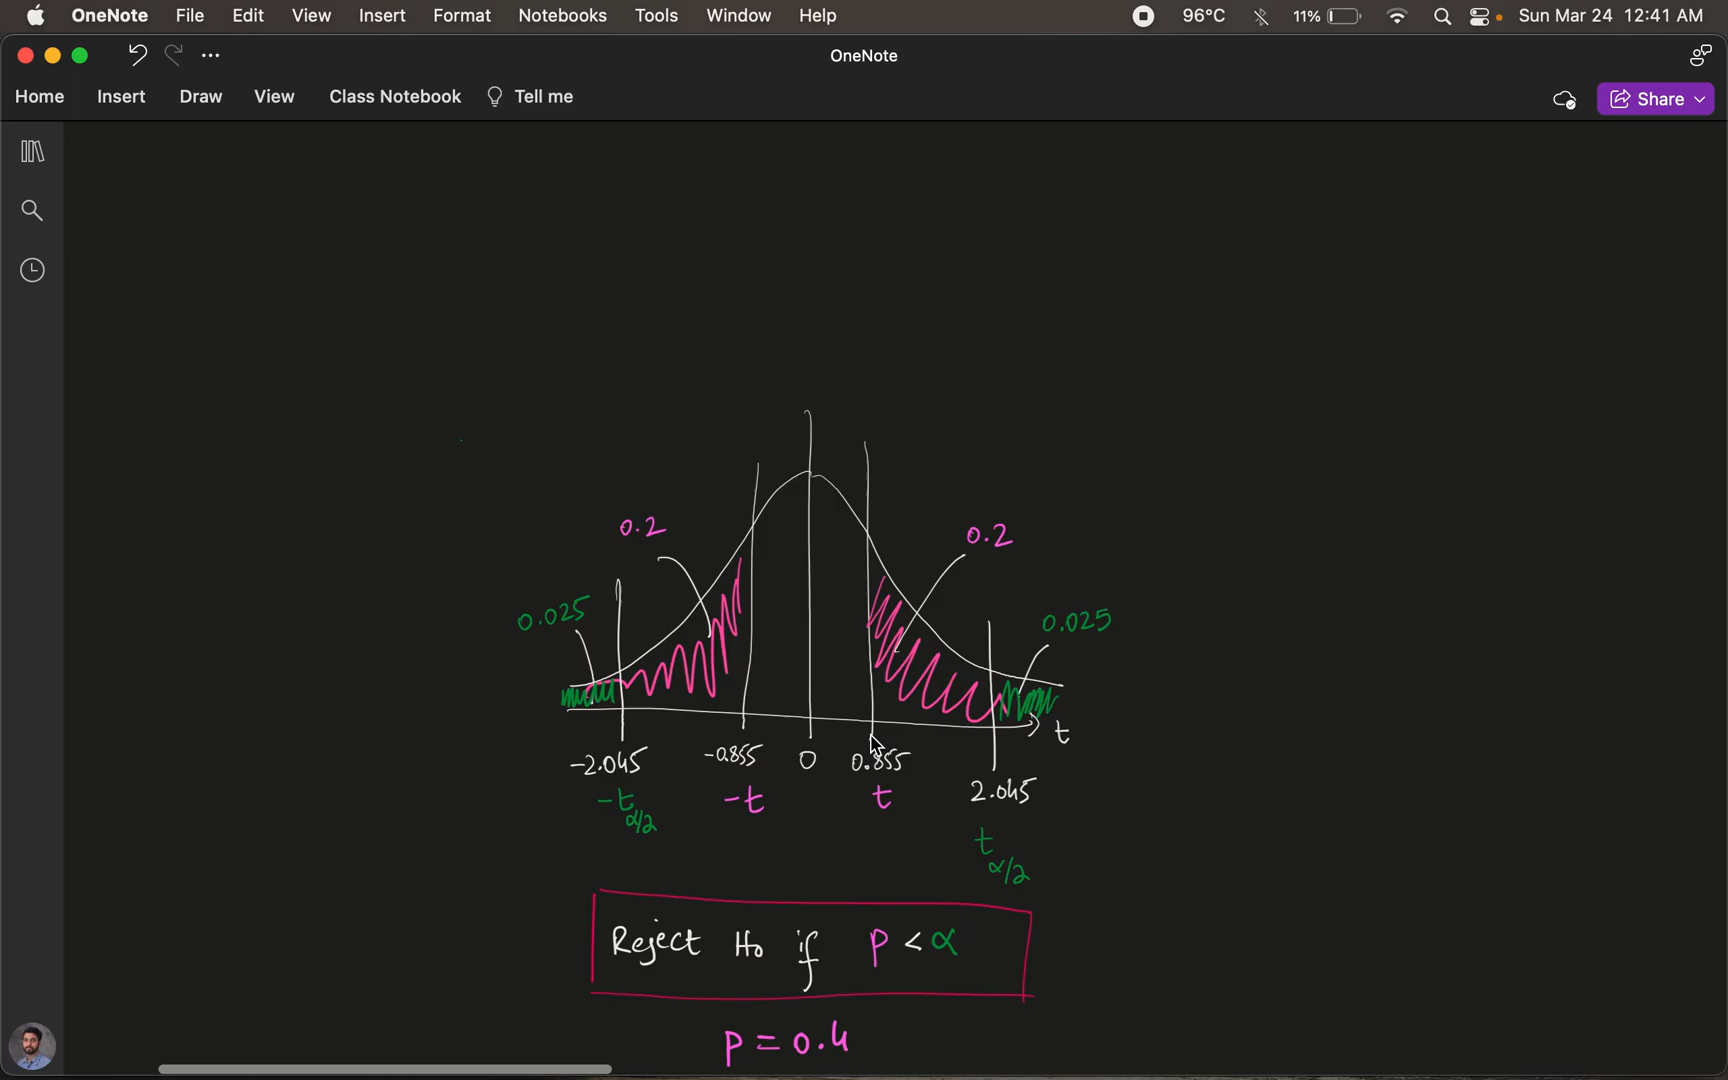 OneNote File Edit View Insert Format Notebooks Tools Window Help 96°C 11% Sun Mar 24 12:41 AM
OneNote
Home Insert Draw View Class Notebook Tell me Share
0.2 0.2
0.025 0.025
t
-2.045 -0.855 0 0.855 2.045
-t α/2 -t t t α/2
Reject H₀ if p < α
p = 0.4